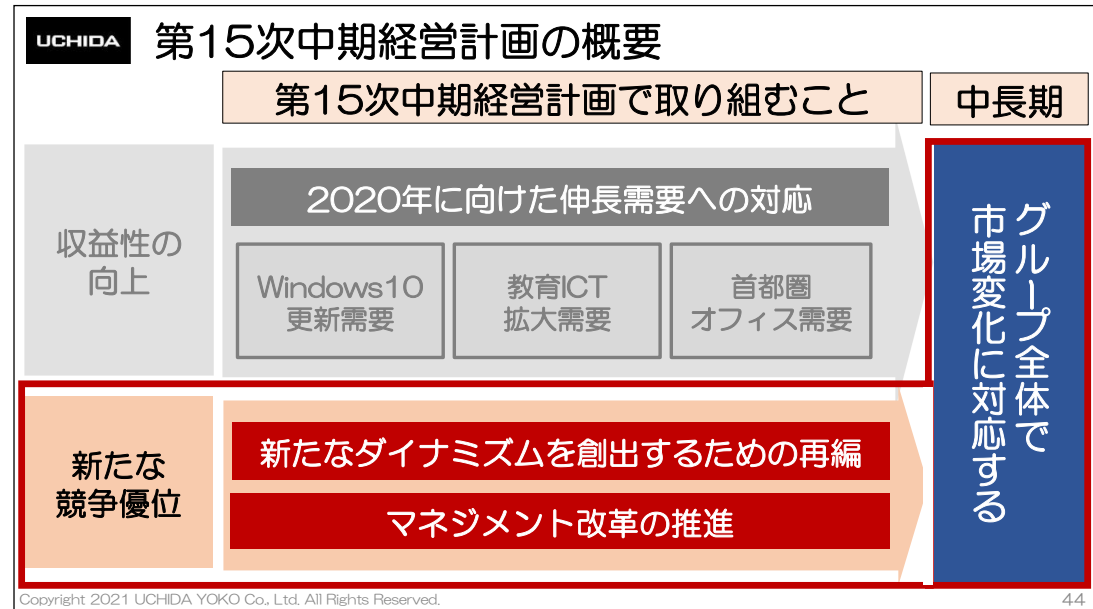 UCHIDA
第15次中期経営計画の概要
第15次中期経営計画で取り組むこと
中長期
収益性の
向上
2020年に向けた伸長需要への対応
Windows10
更新需要
教育ICT
拡大需要
首都圏
オフィス需要
新たな
競争優位
新たなダイナミズムを創出するための再編
マネジメント改革の推進
グループ全体で
市場変化に対応する
Copyright 2021 UCHIDA YOKO Co., Ltd. All Rights Reserved.
44